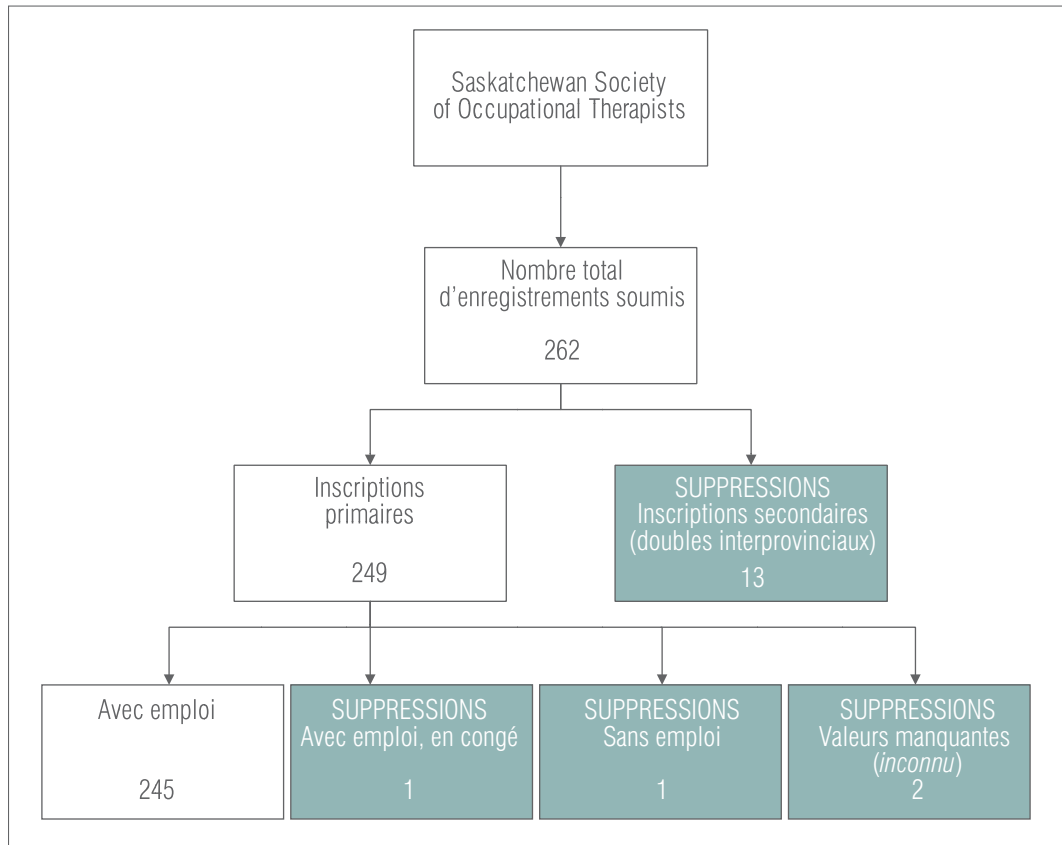 Saskatchewan Society
of Occupational Therapists
Nombre total
d'enregistrements soumis
262
Inscriptions
primaires
249
SUPPRESSIONS
Inscriptions secondaires
(doubles interprovinciaux)
13
Avec emploi
245
SUPPRESSIONS
Avec emploi, en congé
1
SUPPRESSIONS
Sans emploi
1
SUPPRESSIONS
Valeurs manquantes
(inconnu)
2